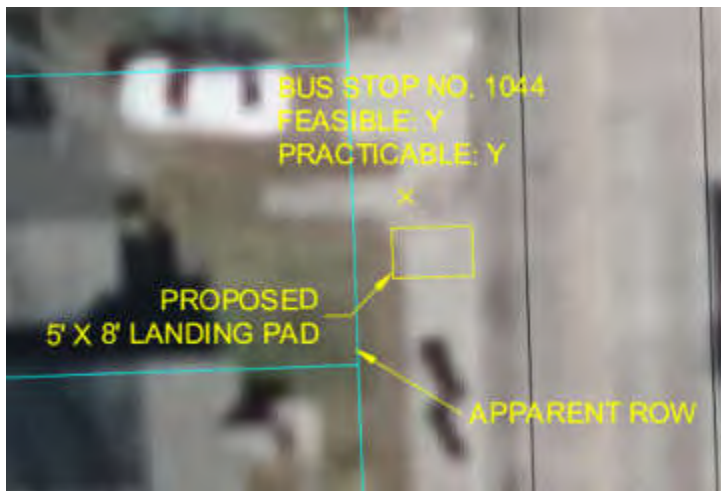 BUS STOP NO. 1044
FEASIBLE: Y
PRACTICABLE: Y
PROPOSED
5' X 8' LANDING PAD
APPARENT ROW